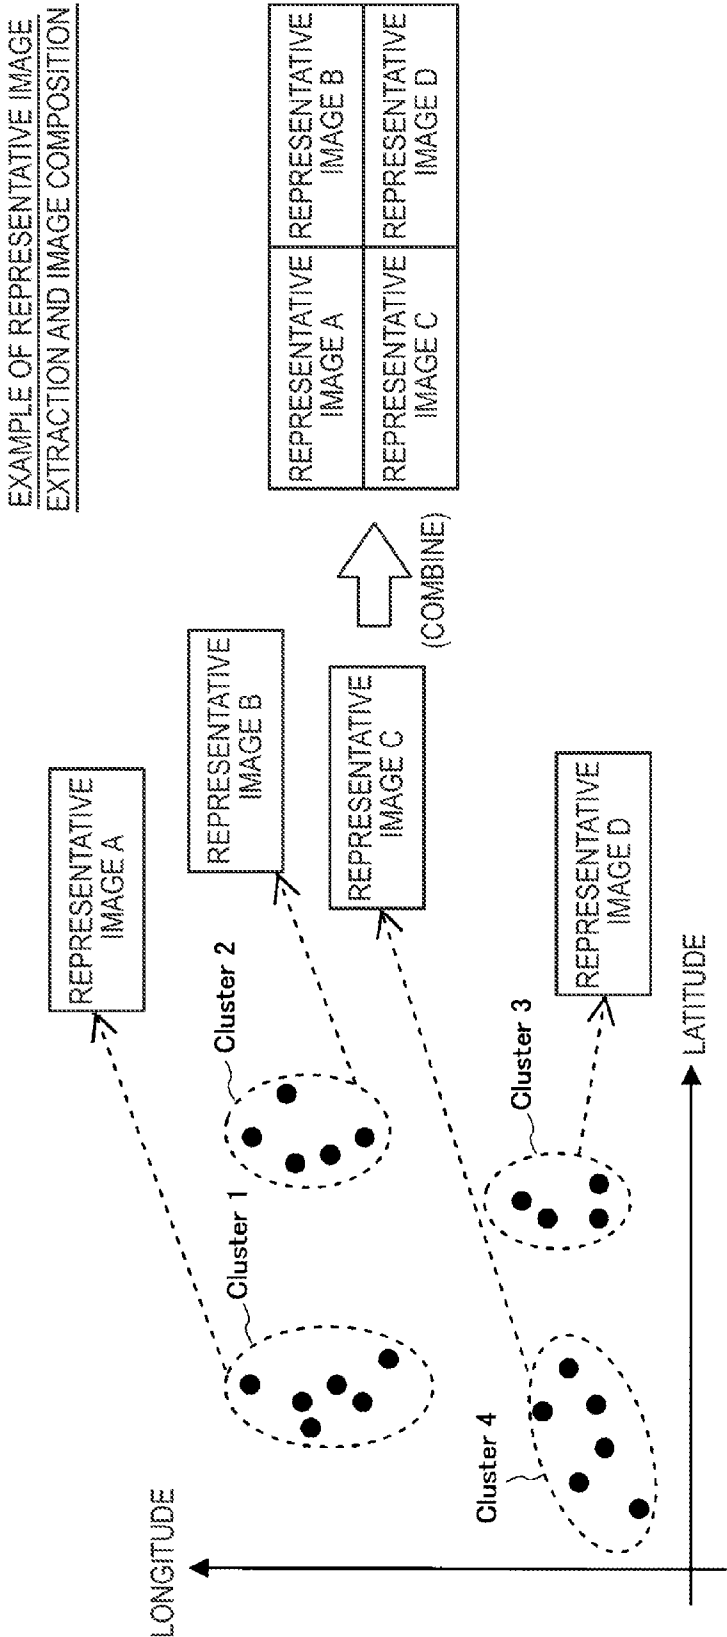 EXAMPLE OF REPRESENTATIVE IMAGE
EXTRACTION AND IMAGE COMPOSITION
LONGITUDE
Cluster 1
Cluster 2
Cluster 4
Cluster 3
LATITUDE
REPRESENTATIVE
IMAGE A
REPRESENTATIVE
IMAGE B
REPRESENTATIVE
IMAGE C
REPRESENTATIVE
IMAGE D
(COMBINE)
REPRESENTATIVE
IMAGE A
REPRESENTATIVE
IMAGE B
REPRESENTATIVE
IMAGE C
REPRESENTATIVE
IMAGE D